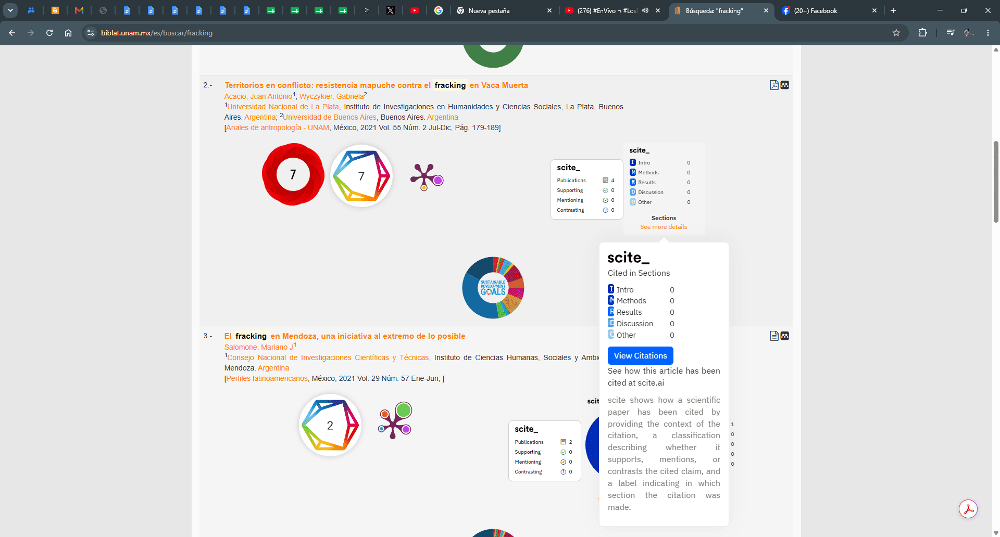 Nueva pestaña
(276) #EnVivo ¬ #Los
Búsqueda: "fracking"
(20+) Facebook
biblat.unam.mx/es/buscar/fracking
2.-
Territorios en conflicto: resistencia mapuche contra el fracking en Vaca Muerta
Acacio, Juan Antonio1; Wyczykier, Gabriela2
1Universidad Nacional de La Plata, Instituto de Investigaciones en Humanidades y Ciencias Sociales, La Plata, Buenos
Aires. Argentina; 2Universidad de Buenos Aires, Buenos Aires. Argentina
[Anales de antropología - UNAM, México, 2021 Vol. 55 Núm. 2 Jul-Dic, Pág. 179-189]
7
7
scite_
Publications 4
Supporting 0
Mentioning 0
Contrasting 0
scite_
I Intro 0
M Methods 0
R Results 0
D Discussion 0
O Other 0
Sections
See more details
SUSTAINABLE
DEVELOPMENT
GOALS
scite_
Cited in Sections
I Intro 0
M Methods 0
R Results 0
D Discussion 0
O Other 0
View Citations
See how this article has been
cited at scite.ai
scite shows how a scientific
paper has been cited by
providing the context of the
citation, a classification
describing whether it
supports, mentions, or
contrasts the cited claim, and
a label indicating in which
section the citation was
made.
3.-
El fracking en Mendoza, una iniciativa al extremo de lo posible
Salomone, Mariano J1
1Consejo Nacional de Investigaciones Científicas y Técnicas, Instituto de Ciencias Humanas, Sociales y Ambi
Mendoza. Argentina
[Perfiles latinoamericanos, México, 2021 Vol. 29 Núm. 57 Ene-Jun, ]
2
scite_
Publications 2
Supporting 0
Mentioning 0
Contrasting 0
scit
1
0
0
0
0